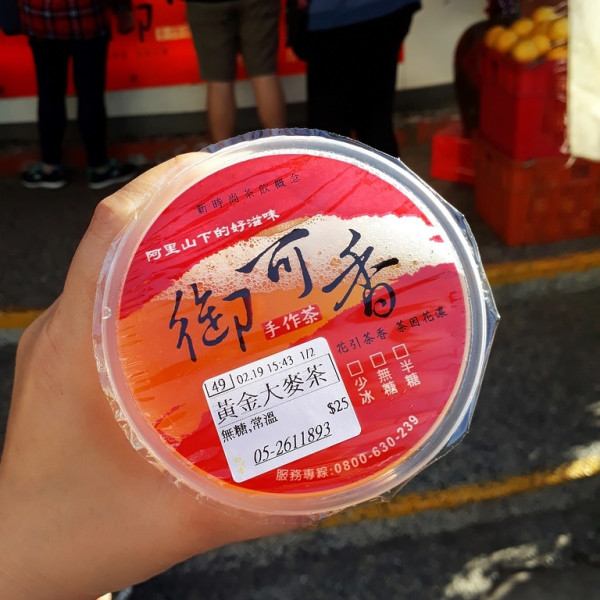 新時尚茶飲概念
阿里山下的好滋味
御可香
手作茶
花引茶香 茶因花濃
少冰
無糖
半糖
49 02.19 15:43 1/2
黃金大麥茶
無糖,常溫 $25
05-2611893
服務專線:0800-630-239
御